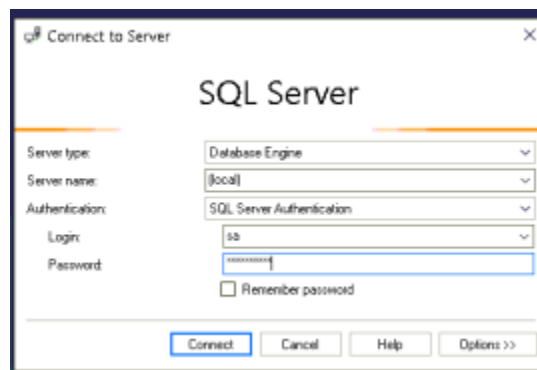 Connect to Server
SQL Server
Server type: Database Engine
Server name: (local)
Authentication: SQL Server Authentication
Login: sa
Password: **********
Remember password
Connect Cancel Help Options >>